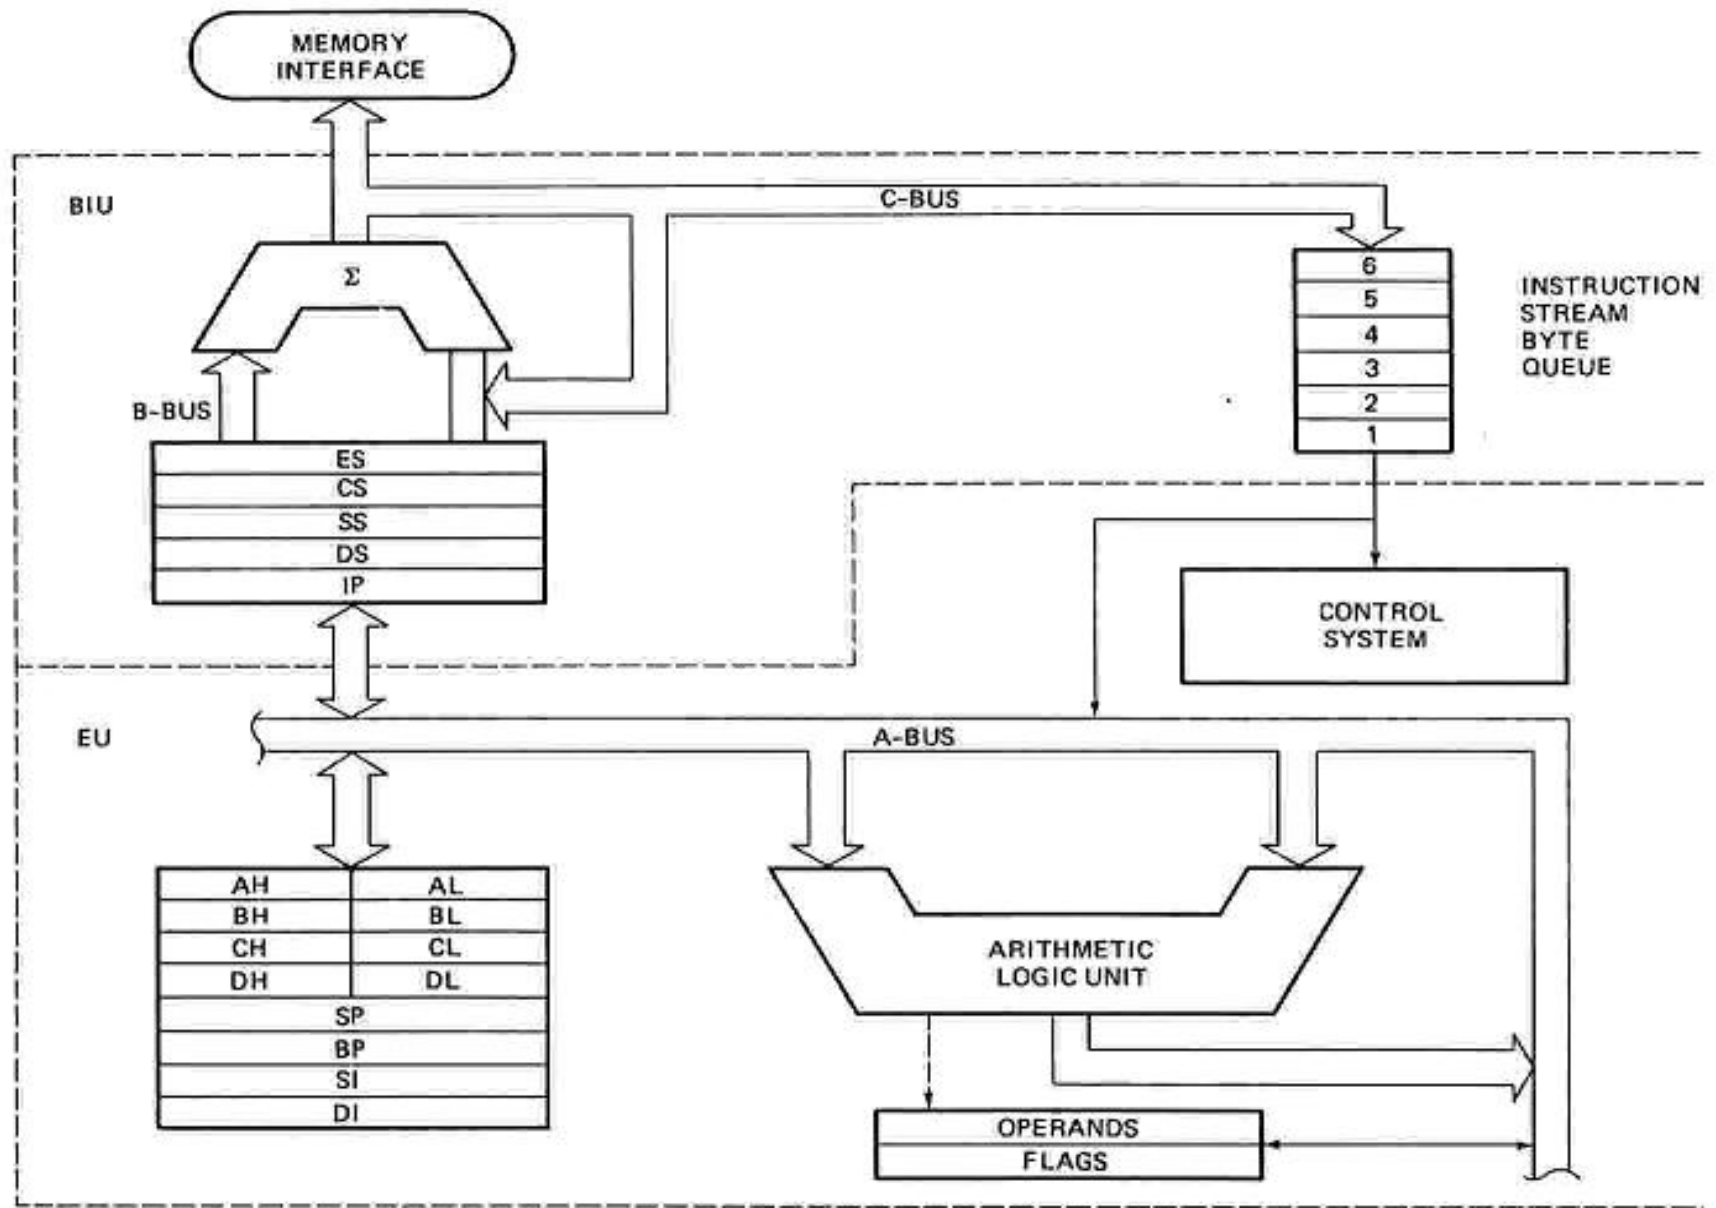 MEMORY
INTERFACE
BIU
C-BUS
Σ
B-BUS
6
5
4
3
2
1
INSTRUCTION
STREAM
BYTE
QUEUE
ES
CS
SS
DS
IP
CONTROL
SYSTEM
EU
A-BUS
AH AL
BH BL
CH CL
DH DL
SP
BP
SI
DI
ARITHMETIC
LOGIC UNIT
OPERANDS
FLAGS